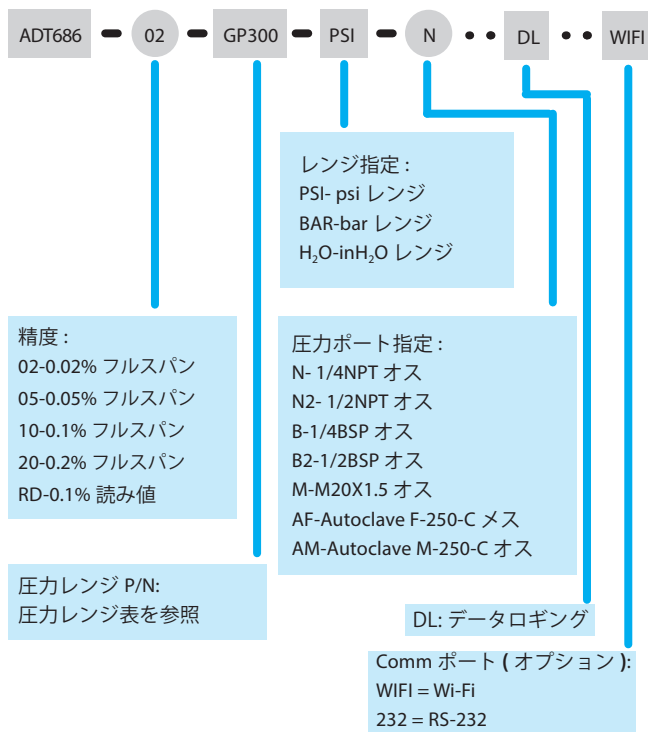 ADT686 - 02 - GP300 - PSI - N •• DL •• WIFI
レンジ指定 :
PSI- psi レンジ
BAR-bar レンジ
H₂O-inH₂O レンジ
精度 :
02-0.02% フルスパン
05-0.05% フルスパン
10-0.1% フルスパン
20-0.2% フルスパン
RD-0.1% 読み値
圧力ポート指定 :
N- 1/4NPT オス
N2- 1/2NPT オス
B-1/4BSP オス
B2-1/2BSP オス
M-M20X1.5 オス
AF-Autoclave F-250-C メス
AM-Autoclave M-250-C オス
圧力レンジ P/N:
圧力レンジ表を参照
DL: データロギング
Comm ポート ( オプション ):
WIFI = Wi-Fi
232 = RS-232